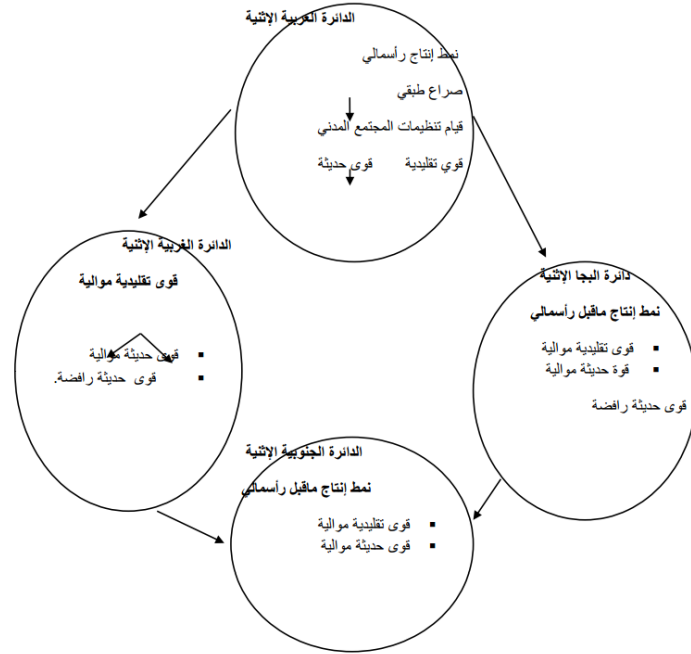 الدائرة العربية الإثنية
نمط إنتاج رأسمالي
صراع طبقي
قيام تنظيمات المجتمع المدني
قوي تقليدية قوى حديثة
دائرة البجا الإثنية
نمط إنتاج ماقبل رأسمالي
▪ قوى تقليدية موالية
▪ قوة حديثة موالية
قوى حديثة رافضة
الدائرة الغربية الإثنية
قوى تقليدية موالية
▪ قوى حديثة موالية
▪ قوى حديثة رافضة.
الدائرة الجنوبية الإثنية
نمط إنتاج ماقبل رأسمالي
▪ قوى تقليدية موالية
▪ قوى حديثة موالية